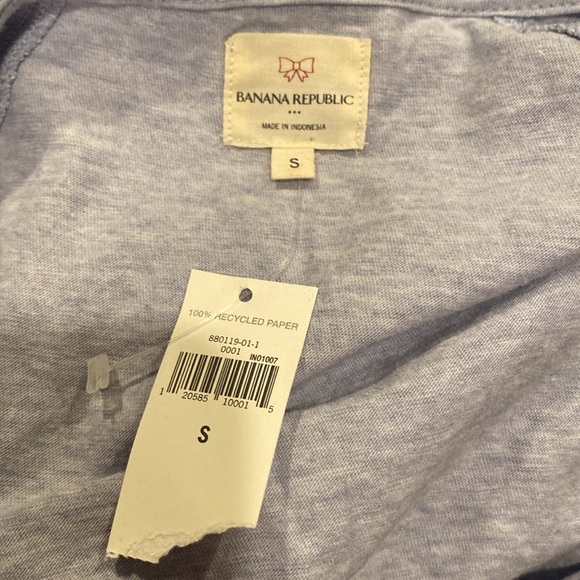 BANANA REPUBLIC
MADE IN INDONESIA
S
100% RECYCLED PAPER
880119-01-1
0001 IN01007
1 20585 10001 5
S